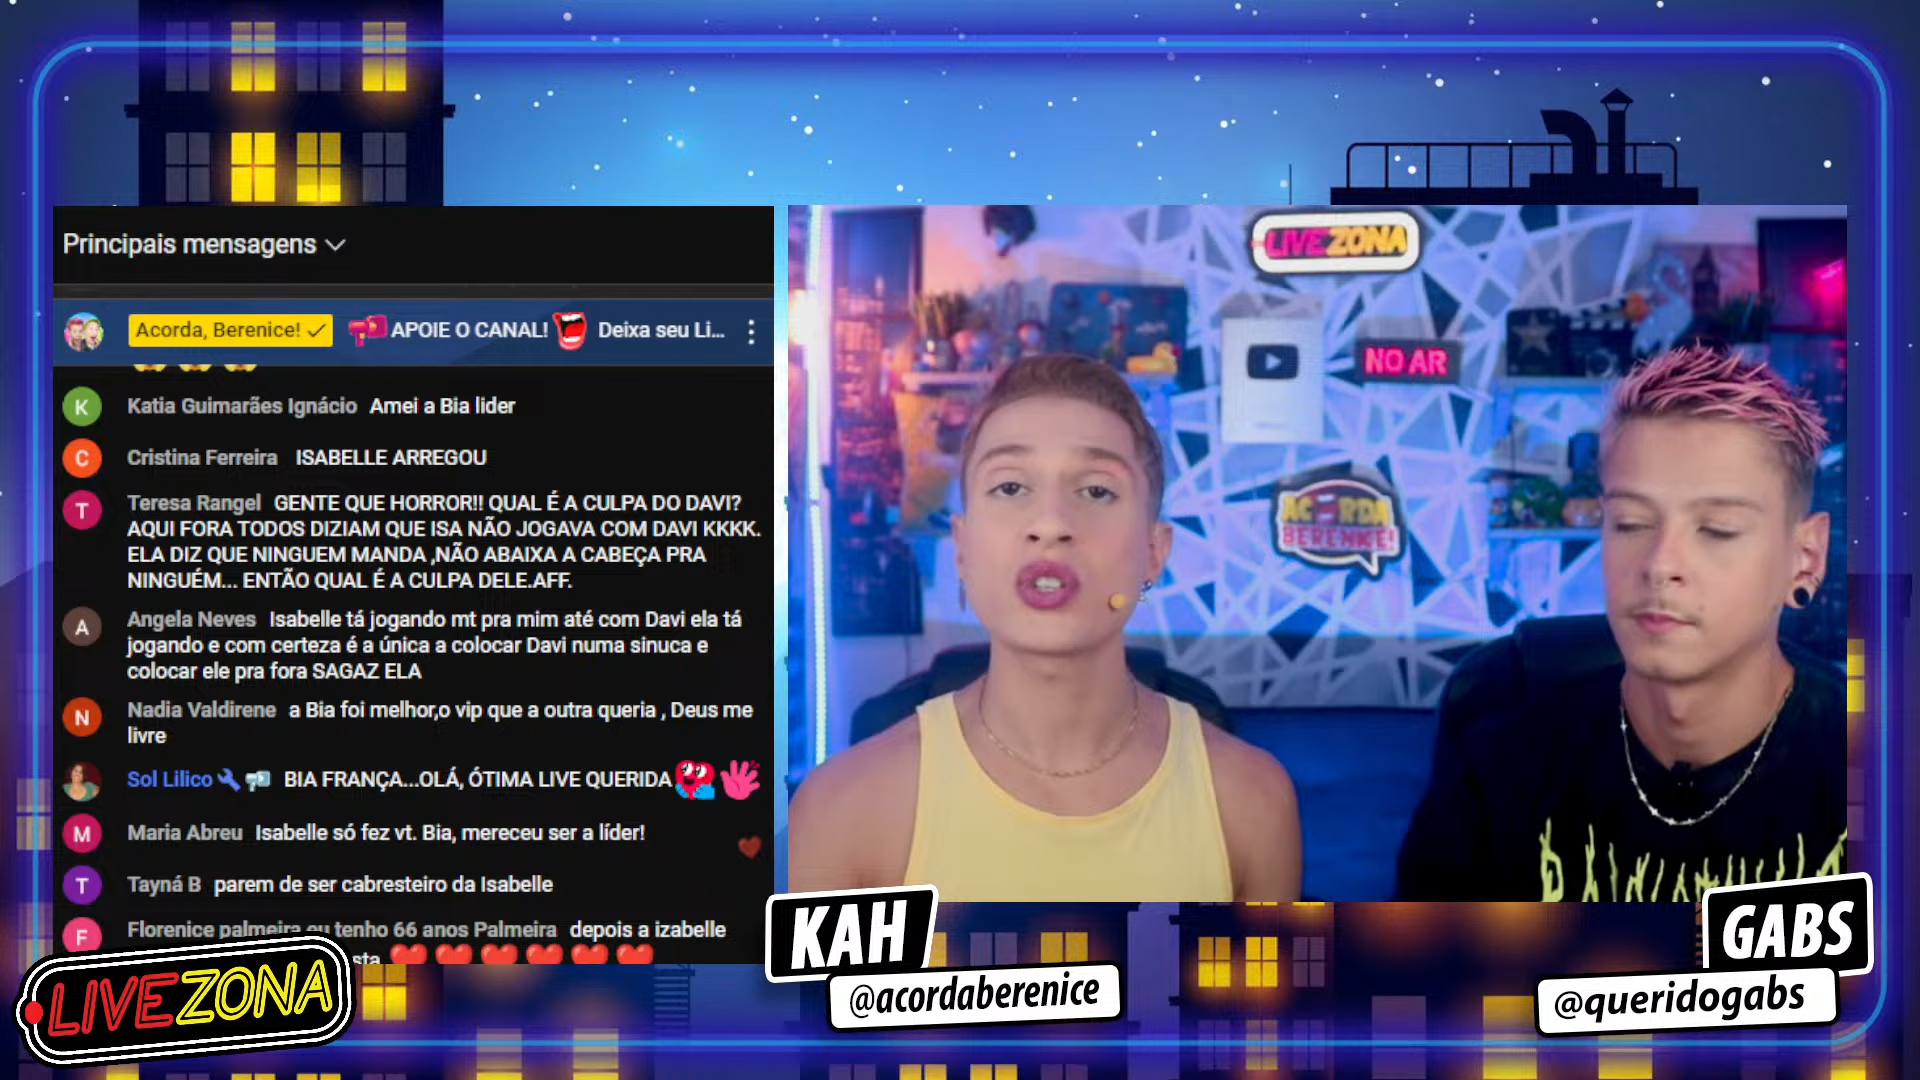 Principais mensagens
Acorda, Berenice! APOIE O CANAL! Deixa seu Li...
K Katia Guimarães Ignácio Amei a Bia lider
C Cristina Ferreira ISABELLE ARREGOU
T Teresa Rangel GENTE QUE HORROR!! QUAL É A CULPA DO DAVI?
AQUI FORA TODOS DIZIAM QUE ISA NÃO JOGAVA COM DAVI KKKK.
ELA DIZ QUE NINGUEM MANDA ,NÃO ABAIXA A CABEÇA PRA
NINGUÉM... ENTÃO QUAL É A CULPA DELE.AFF.
A Angela Neves Isabelle tá jogando mt pra mim até com Davi ela tá
jogando e com certeza é a única a colocar Davi numa sinuca e
colocar ele pra fora SAGAZ ELA
N Nadia Valdirene a Bia foi melhor,o vip que a outra queria , Deus me
livre
Sol Lilico BIA FRANÇA...OLÁ, ÓTIMA LIVE QUERIDA
M Maria Abreu Isabelle só fez vt. Bia, mereceu ser a líder!
T Tayná B parem de ser cabresteiro da Isabelle
F Florenice palmeira eu tenho 66 anos Palmeira depois a izabelle
LIVEZONA
LIVEZONA
NO AR
ACORDA
BERENICE!
KAH
@acordaberenice
GABS
@queridogabs